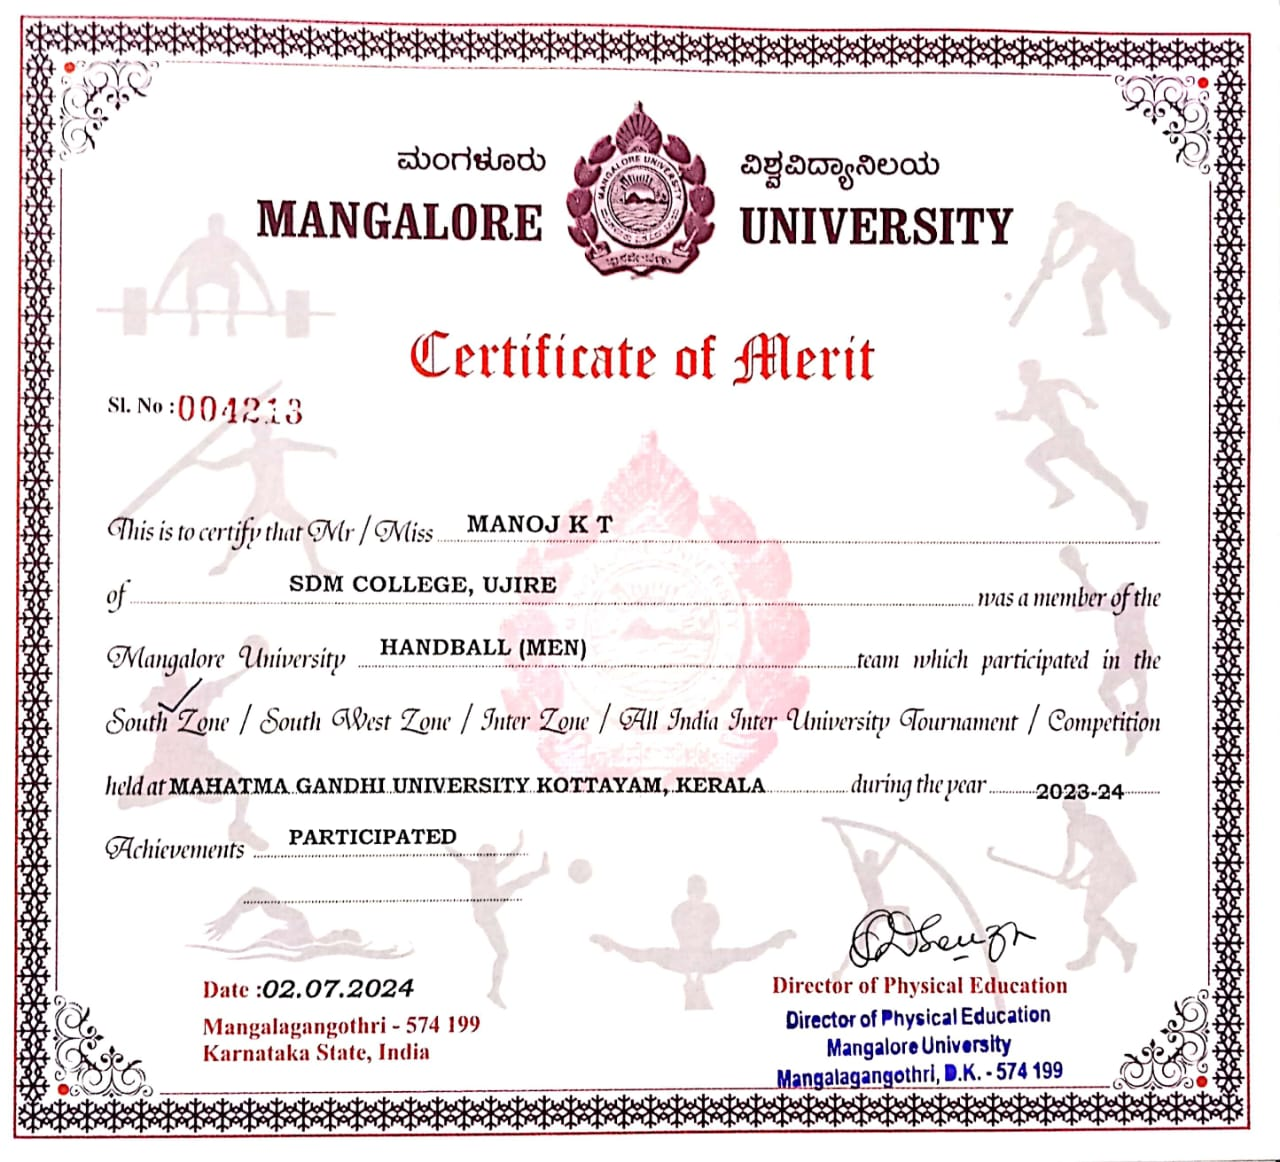 ಮಂಗಳೂರು ವಿಶ್ವವಿದ್ಯಾನಿಲಯ
MANGALORE UNIVERSITY
MANGALORE UNIVERSITY
Certificate of Merit
Sl. No : 004213
This is to certify that Mr / Miss MANOJ K T
of SDM COLLEGE, UJIRE was a member of the
Mangalore University HANDBALL (MEN) team which participated in the
South Zone / South West Zone / Inter Zone / All India Inter University Tournament / Competition
held at MAHATMA GANDHI UNIVERSITY KOTTAYAM, KERALA during the year 2023-24
Achievements PARTICIPATED
Date : 02.07.2024
Mangalagangothri - 574 199
Karnataka State, India
Director of Physical Education
Director of Physical Education
Mangalore University
Mangalagangothri, D.K. - 574 199